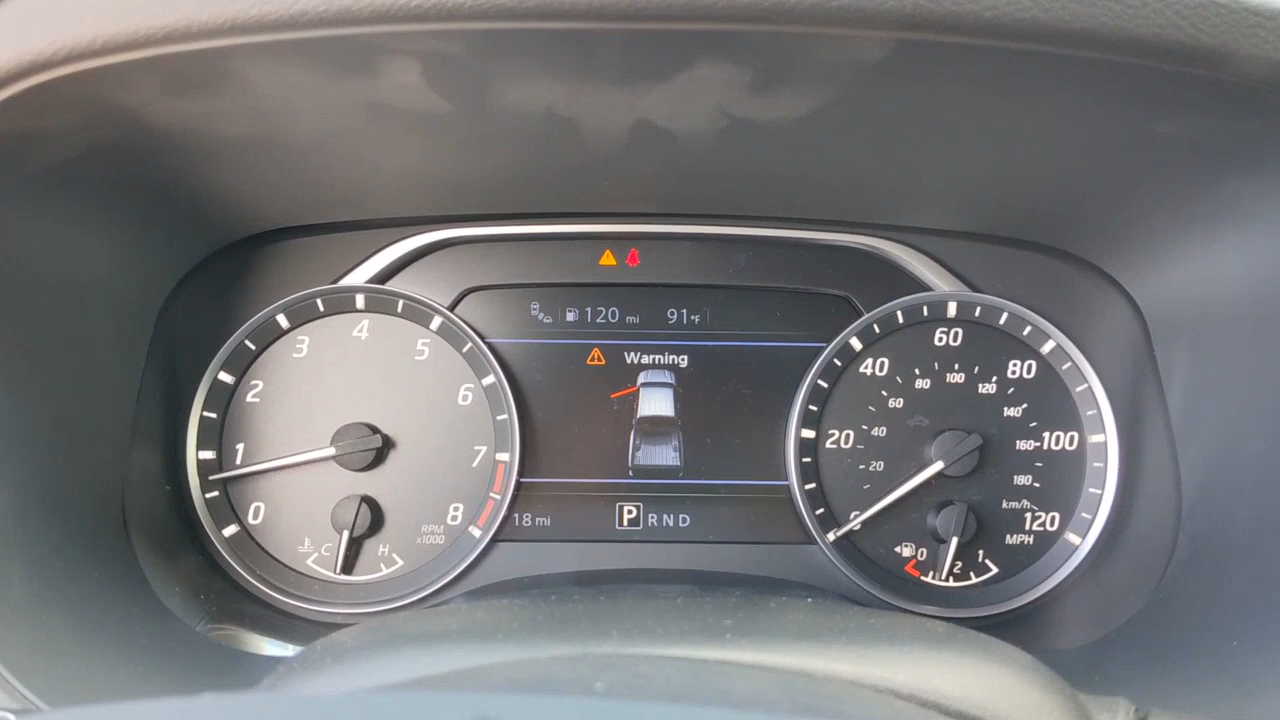 120 mi 91°F
Warning
18 mi P R N D
0 1 2 3 4 5 6 7 8
RPM
x1000
C H
0 20 40 60 80 100 120
MPH
20 40 60 80 100 120 140 160 180
km/h
0 1/2 1